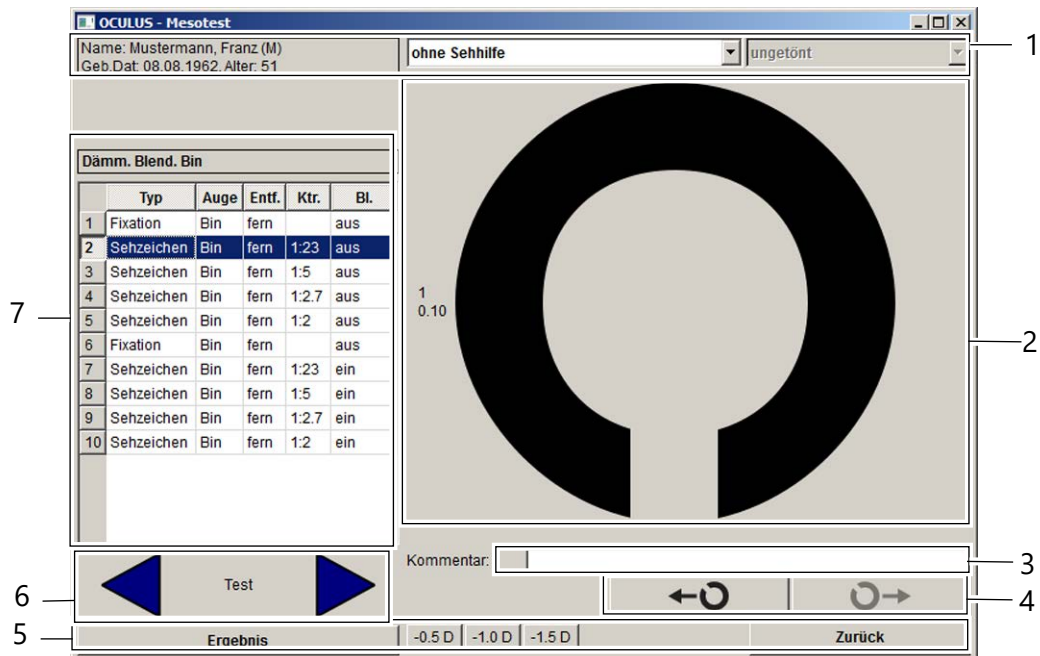 OCULUS - Mesotest
Name: Mustermann, Franz (M)
Geb.Dat: 08.08.1962. Alter: 51
ohne Sehhilfe
ungetönt
1
Dämm. Blend. Bin
Typ Auge Entf. Ktr. Bl.
1 Fixation Bin fern aus
2 Sehzeichen Bin fern 1:23 aus
3 Sehzeichen Bin fern 1:5 aus
4 Sehzeichen Bin fern 1:2.7 aus
5 Sehzeichen Bin fern 1:2 aus
6 Fixation Bin fern aus
7 Sehzeichen Bin fern 1:23 ein
8 Sehzeichen Bin fern 1:5 ein
9 Sehzeichen Bin fern 1:2.7 ein
10 Sehzeichen Bin fern 1:2 ein
7
1
0.10
2
Kommentar:
3
Test
6
4
5
Ergebnis
-0.5 D -1.0 D -1.5 D
Zurück